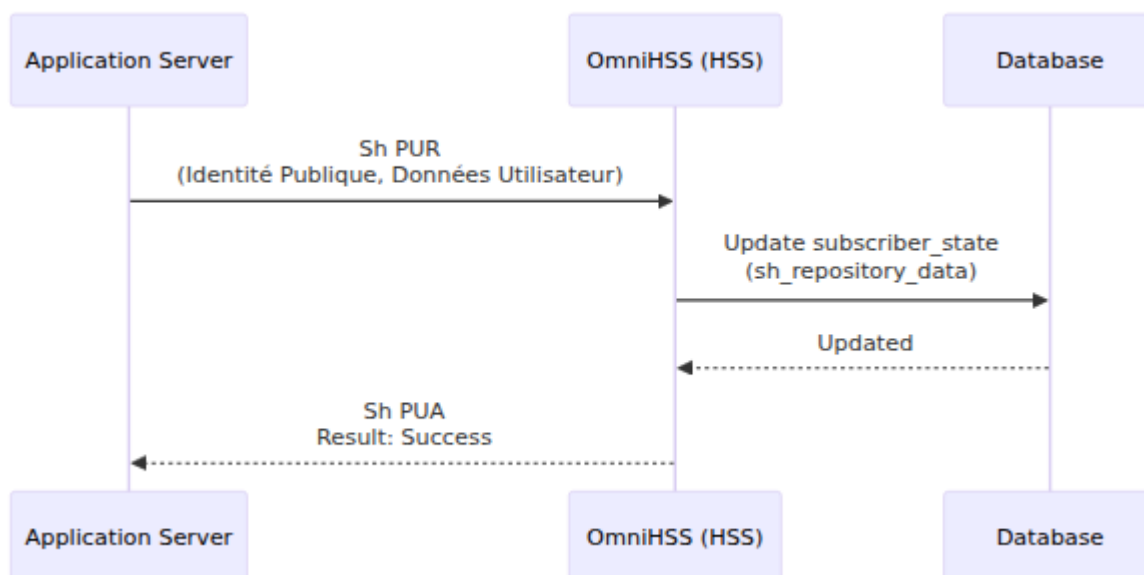 Application Server
OmniHSS (HSS)
Database
Sh PUR
(Identité Publique, Données Utilisateur)
Update subscriber_state
(sh_repository_data)
Updated
Sh PUA
Result: Success
Application Server
OmniHSS (HSS)
Database